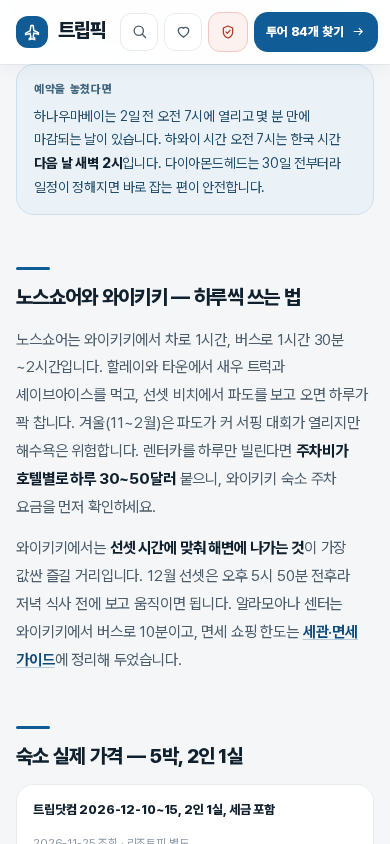 트립픽
투어 84개 찾기 →
예약을 놓쳤다면
하나우마베이는 2일 전 오전 7시에 열리고 몇 분 만에
마감되는 날이 있습니다. 하와이 시간 오전 7시는 한국 시간
다음 날 새벽 2시입니다. 다이아몬드헤드는 30일 전부터라
일정이 정해지면 바로 잡는 편이 안전합니다.
노스쇼어와 와이키키 — 하루씩 쓰는 법
노스쇼어는 와이키키에서 차로 1시간, 버스로 1시간 30분
~2시간입니다. 할레이와 타운에서 새우 트럭과
셰이브아이스를 먹고, 선셋 비치에서 파도를 보고 오면 하루가
꽉 찹니다. 겨울(11~2월)은 파도가 커 서핑 대회가 열리지만
해수욕은 위험합니다. 렌터카를 하루만 빌린다면 주차비가
호텔별로 하루 30~50달러 붙으니, 와이키키 숙소 주차
요금을 먼저 확인하세요.
와이키키에서는 선셋 시간에 맞춰 해변에 나가는 것이 가장
값싼 즐길 거리입니다. 12월 선셋은 오후 5시 50분 전후라
저녁 식사 전에 보고 움직이면 됩니다. 알라모아나 센터는
와이키키에서 버스로 10분이고, 면세 쇼핑 한도는 세관·면세
가이드에 정리해 두었습니다.
숙소 실제 가격 — 5박, 2인 1실
트립닷컴 2026-12-10~15, 2인 1실, 세금 포함
2026-11-25 조회 · 리조트피 별도